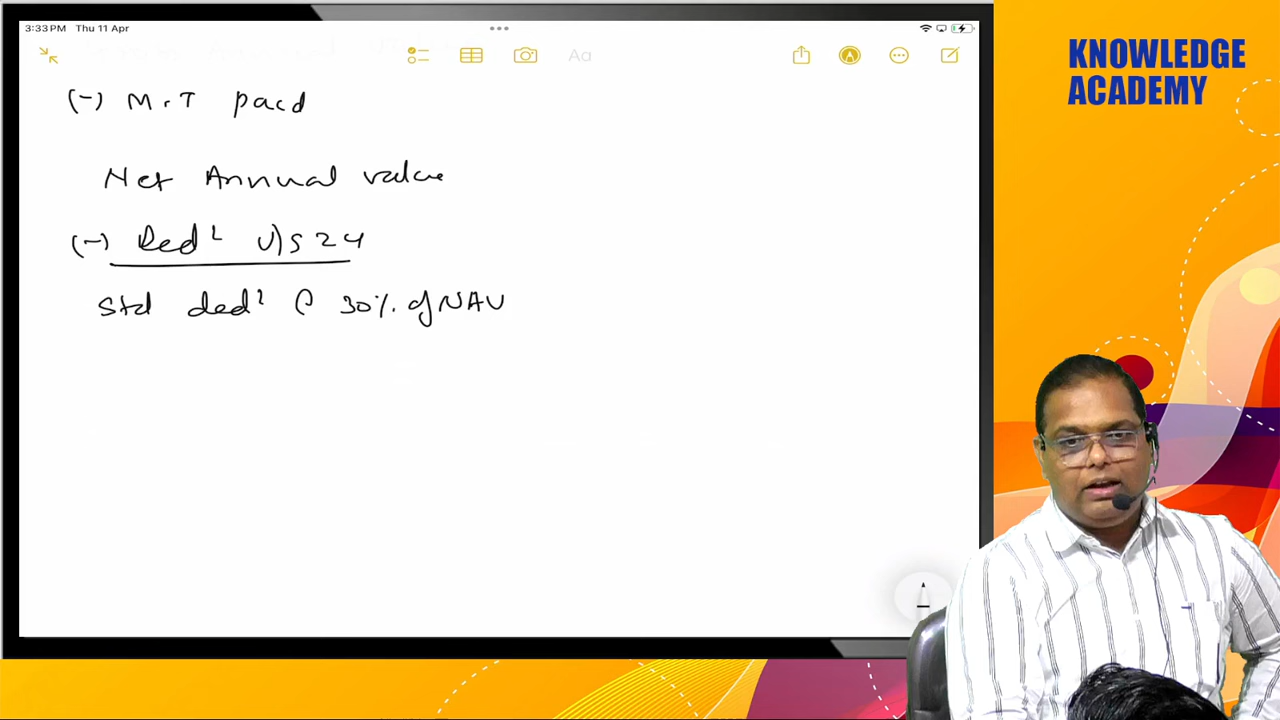 3:33 PM Thu 11 Apr
Aa
KNOWLEDGE
ACADEMY
(-) M.T paid
Net Annual value
(-) Dedⁿ U/S 24
Std dedⁿ @ 30% of NAV